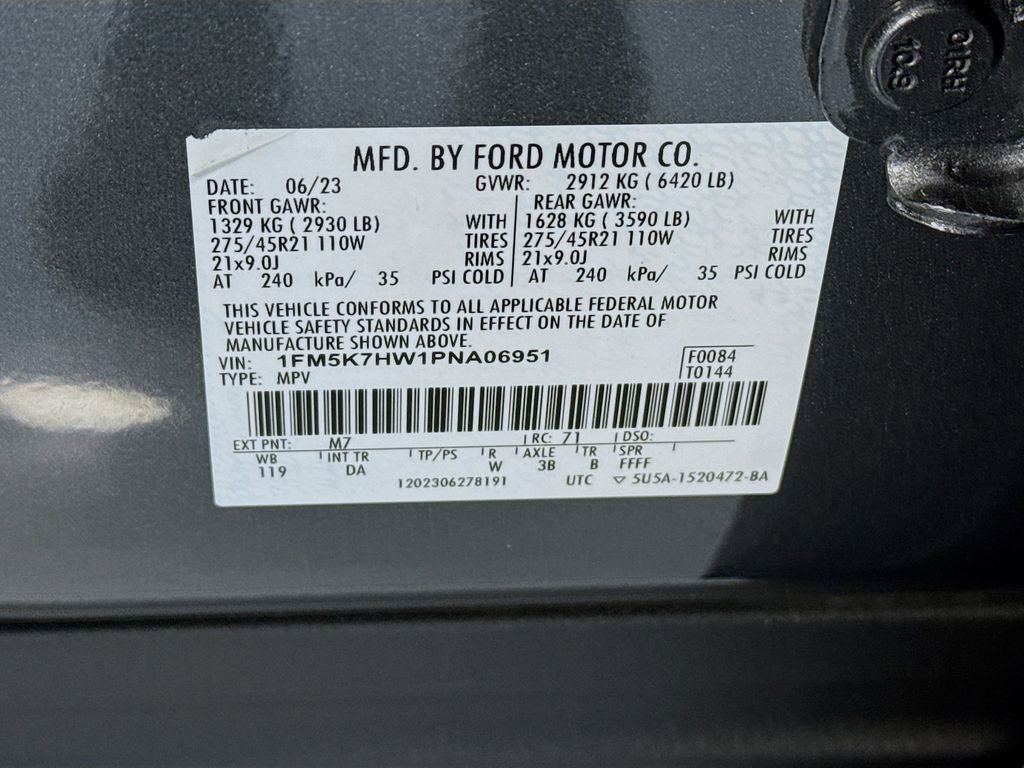 01RH
10.9
MFD. BY FORD MOTOR CO.
DATE: 06/23 GVWR: 2912 KG ( 6420 LB)
FRONT GAWR: REAR GAWR:
1329 KG ( 2930 LB) WITH 1628 KG ( 3590 LB) WITH
275/45R21 110W TIRES 275/45R21 110W TIRES
21x9.0J RIMS 21x9.0J RIMS
AT 240 kPa/ 35 PSI COLD AT 240 kPa/ 35 PSI COLD
THIS VEHICLE CONFORMS TO ALL APPLICABLE FEDERAL MOTOR
VEHICLE SAFETY STANDARDS IN EFFECT ON THE DATE OF
MANUFACTURE SHOWN ABOVE.
VIN: 1FM5K7HW1PNA06951 F0084
TYPE: MPV T0144
EXT PNT: M7 RC: 71 DSO:
WB INT TR TP/PS R AXLE TR SPR
119 DA W 3B B FFFF
1202306278191 UTC ▽ 5U5A-1520472-BA